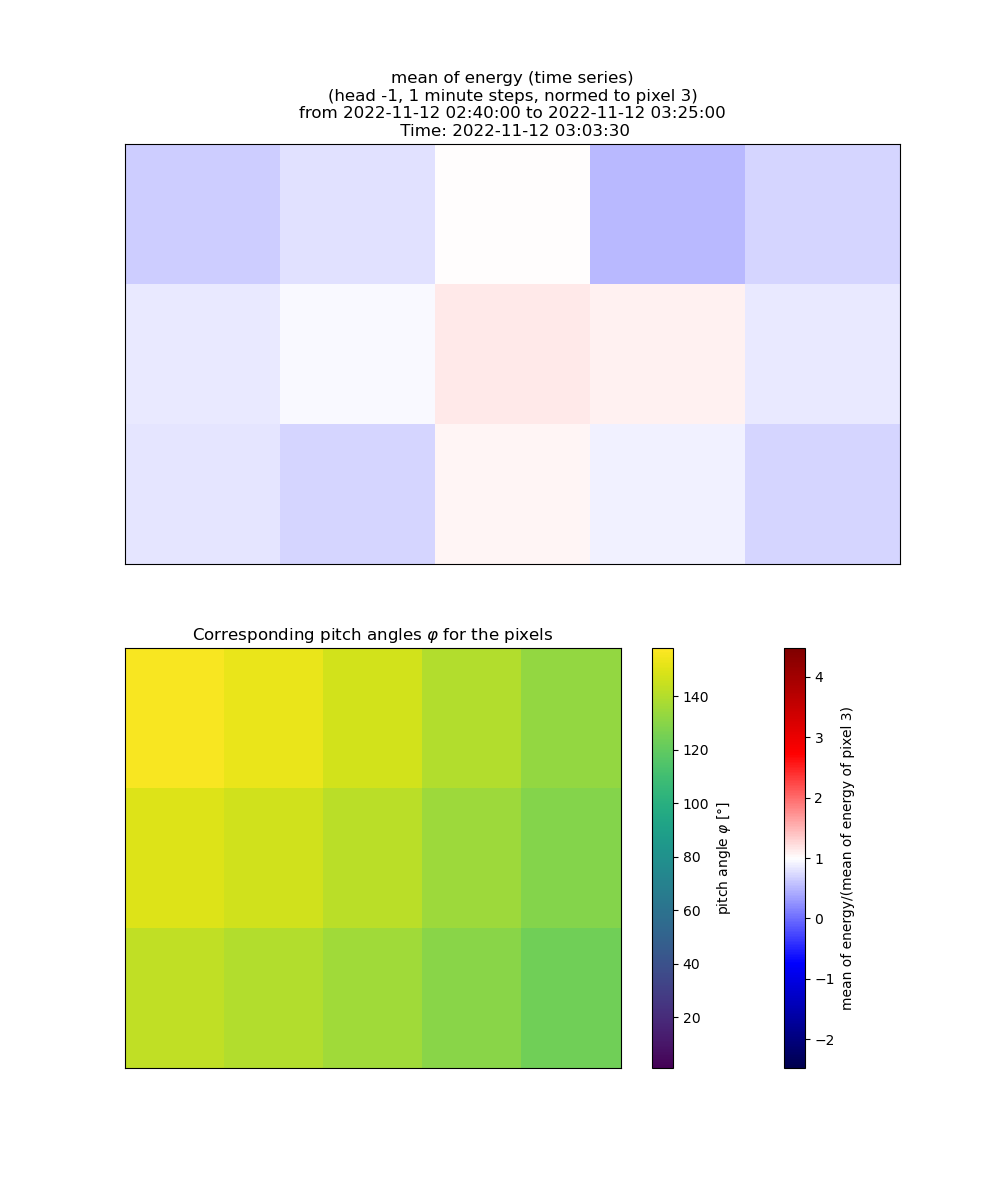 mean of energy (time series)
(head -1, 1 minute steps, normed to pixel 3)
from 2022-11-12 02:40:00 to 2022-11-12 03:25:00
Time: 2022-11-12 03:03:30
Corresponding pitch angles φ for the pixels
140
120
100
80
60
40
20
pitch angle φ [°]
4
3
2
1
0
−1
−2
mean of energy/(mean of energy of pixel 3)